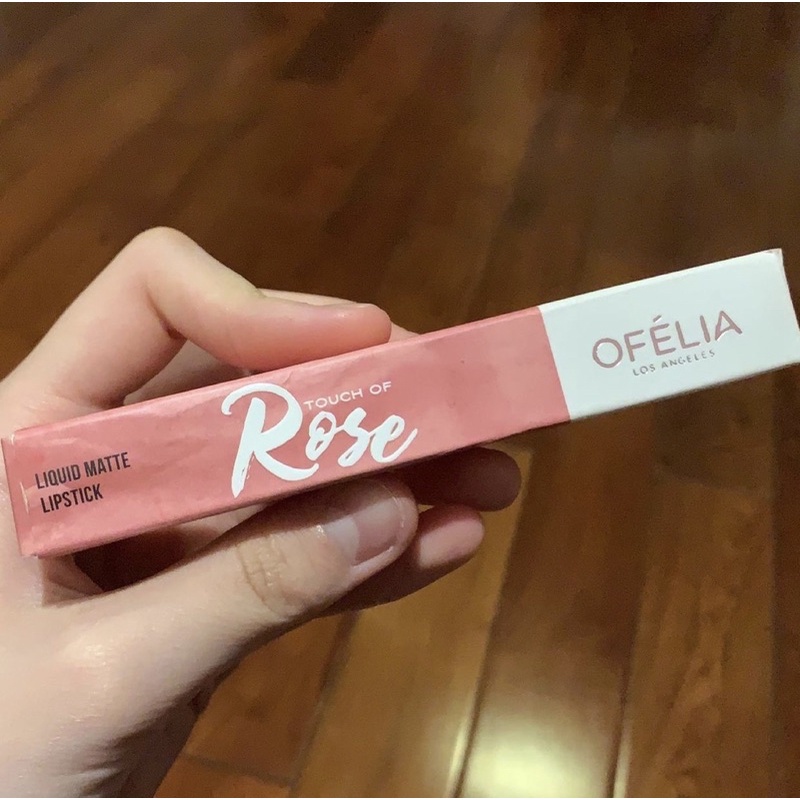 LIQUID MATTE
LIPSTICK
TOUCH OF
Rose
OFÉLIA
LOS ANGELES